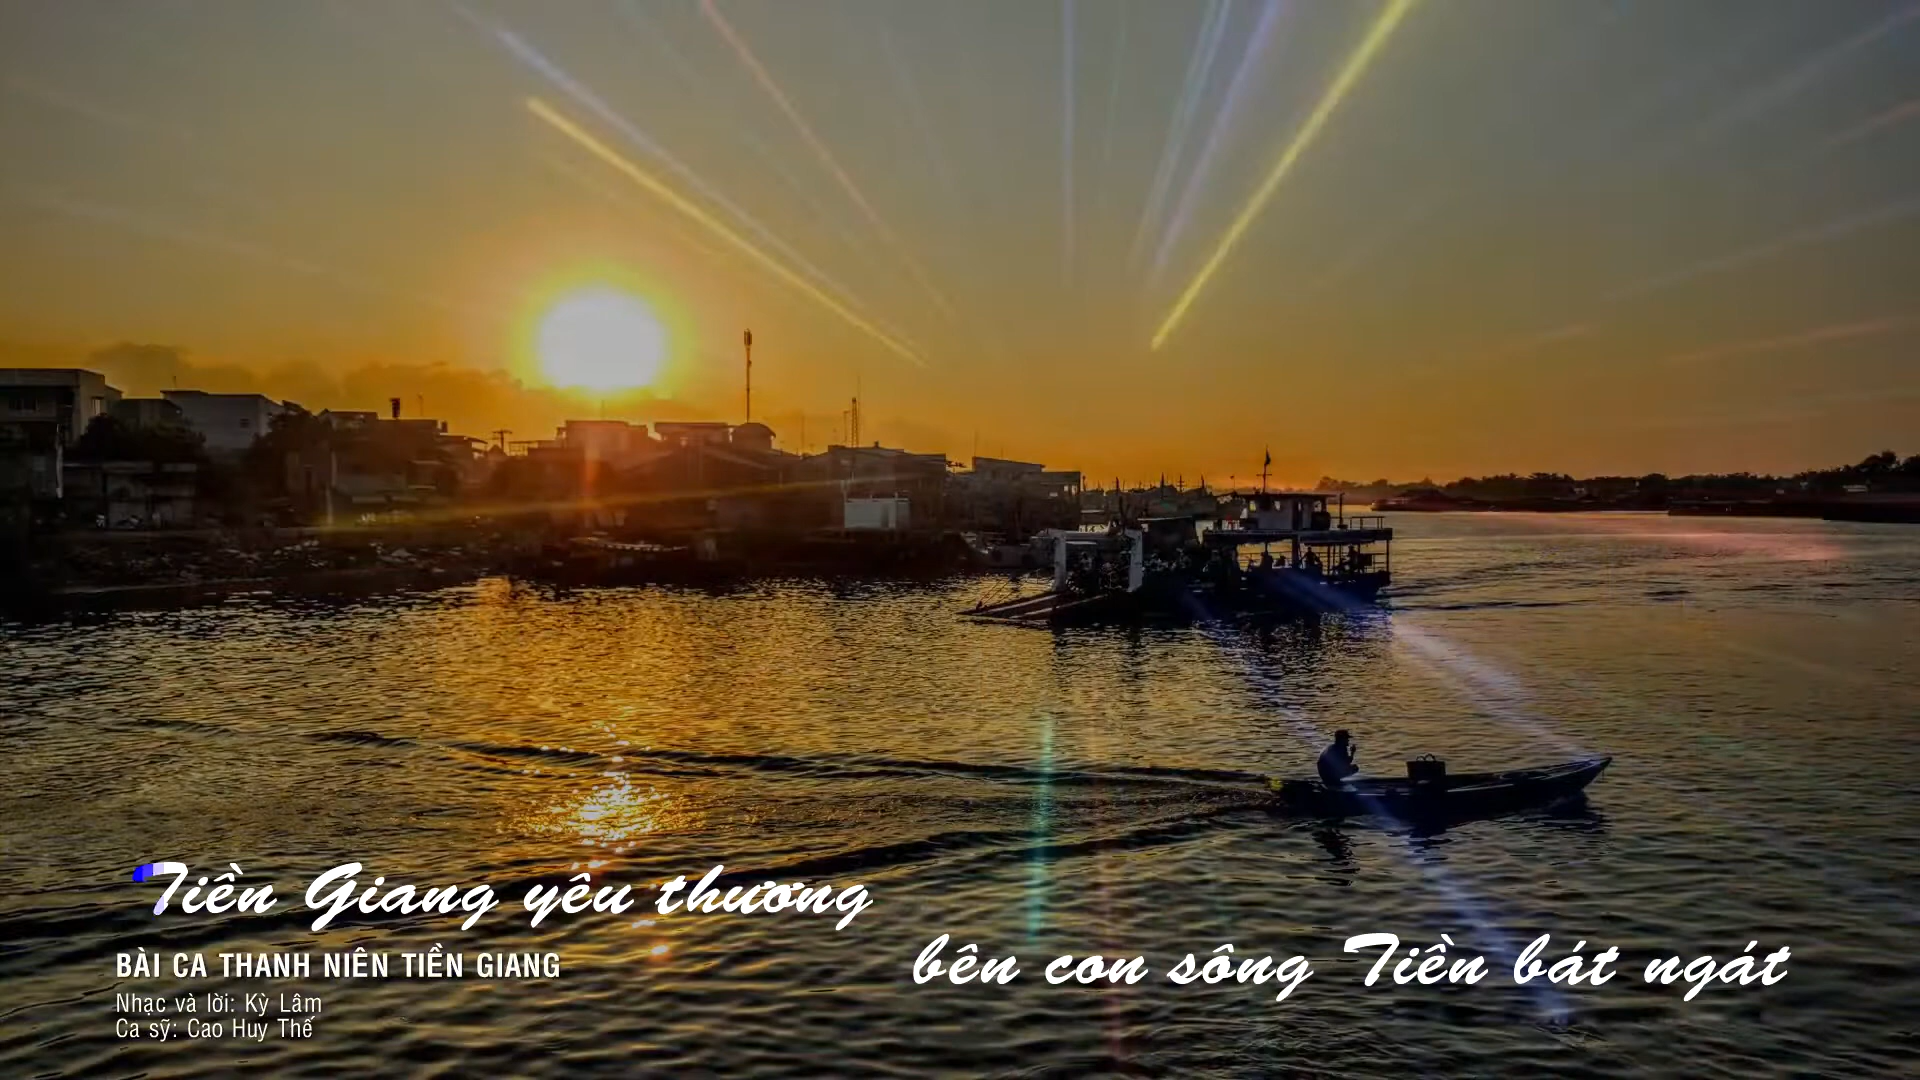 Tiền Giang yêu thương
bên con sông Tiền bát ngát
BÀI CA THANH NIÊN TIỀN GIANG
Nhạc và lời: Kỳ Lâm
Ca sỹ: Cao Huy Thế